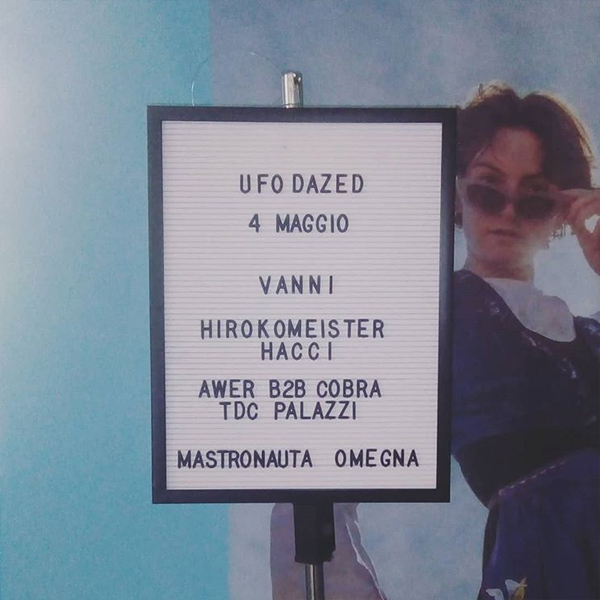 UFO DAZED
4 MAGGIO
VANNI
HIROKOMEISTER
HACCI
AWER B2B COBRA
TDC PALAZZI
MASTRONAUTA OMEGNA